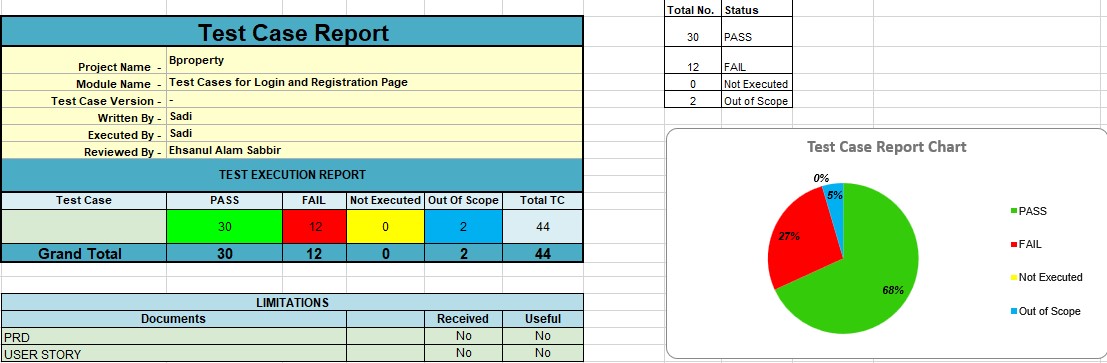 Test Case Report
Project Name - Bproperty
Module Name - Test Cases for Login and Registration Page
Test Case Version - -
Written By - Sadi
Executed By - Sadi
Reviewed By - Ehsanul Alam Sabbir
TEST EXECUTION REPORT
Test Case PASS FAIL Not Executed Out Of Scope Total TC
30 12 0 2 44
Grand Total 30 12 0 2 44
LIMITATIONS
Documents Received Useful
PRD No No
USER STORY No No
Total No. Status
30 PASS
12 FAIL
0 Not Executed
2 Out of Scope
Test Case Report Chart
0%
5%
27%
68%
PASS
FAIL
Not Executed
Out of Scope